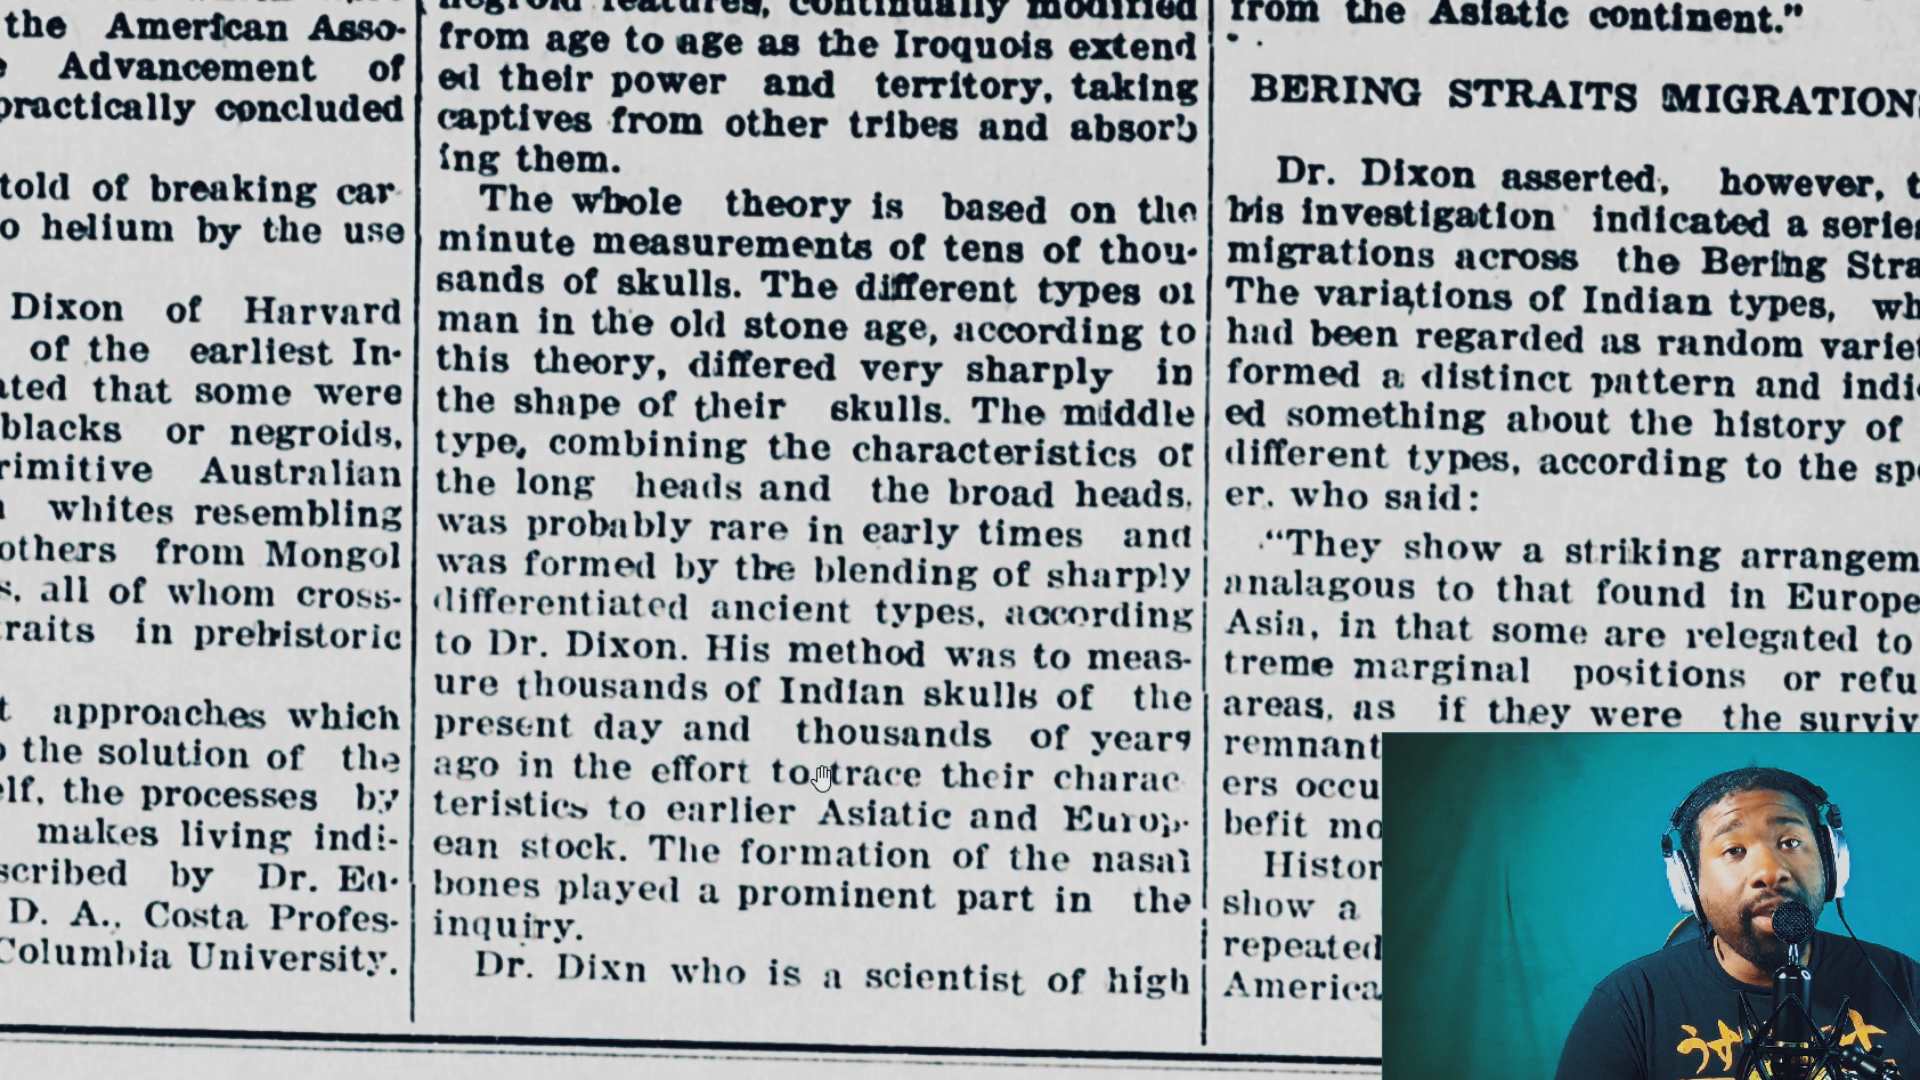 the American Asso-
Advancement of
practically concluded
told of breaking car
o helium by the use
Dixon of Harvard
of the earliest In-
ated that some were
blacks or negroids,
rimitive Australian
whites resembling
others from Mongol
s, all of whom cross-
raits in prehistoric
t approaches which
o the solution of the
elf, the processes by
makes living indi-
scribed by Dr. Ed-
D. A., Costa Profes-
Columbia University.
negroid features, continually modified
from age to age as the Iroquois extend
ed their power and territory, taking
captives from other tribes and absorb
ing them.
The whole theory is based on the
minute measurements of tens of thou-
sands of skulls. The different types of
man in the old stone age, according to
this theory, differed very sharply in
the shape of their skulls. The middle
type, combining the characteristics of
the long heads and the broad heads,
was probably rare in early times and
was formed by the blending of sharply
differentiated ancient types, according
to Dr. Dixon. His method was to meas-
ure thousands of Indian skulls of the
present day and thousands of years
ago in the effort to trace their charac
teristics to earlier Asiatic and Europ-
ean stock. The formation of the nasal
bones played a prominent part in the
inquiry.
Dr. Dixn who is a scientist of high
from the Asiatic continent."
BERING STRAITS MIGRATION
Dr. Dixon asserted, however, t
his investigation indicated a series
migrations across the Bering Stra
The variations of Indian types, wh
had been regarded as random variet
formed a distinct pattern and indic
ed something about the history of
different types, according to the spe
er, who said:
"They show a striking arrangem
analagous to that found in Europe
Asia, in that some are relegated to
treme marginal positions or refu
areas, as if they were the surviv
remnant
ers occu
befit mo
Histor
show a
repeated
America